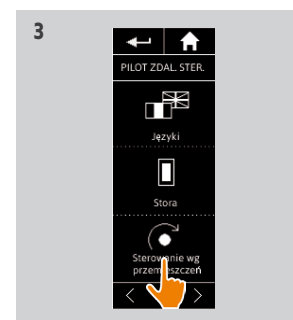 3
PILOT ZDAL. STER.
Języki
Stora
Sterowanie wg
przemieszczeń